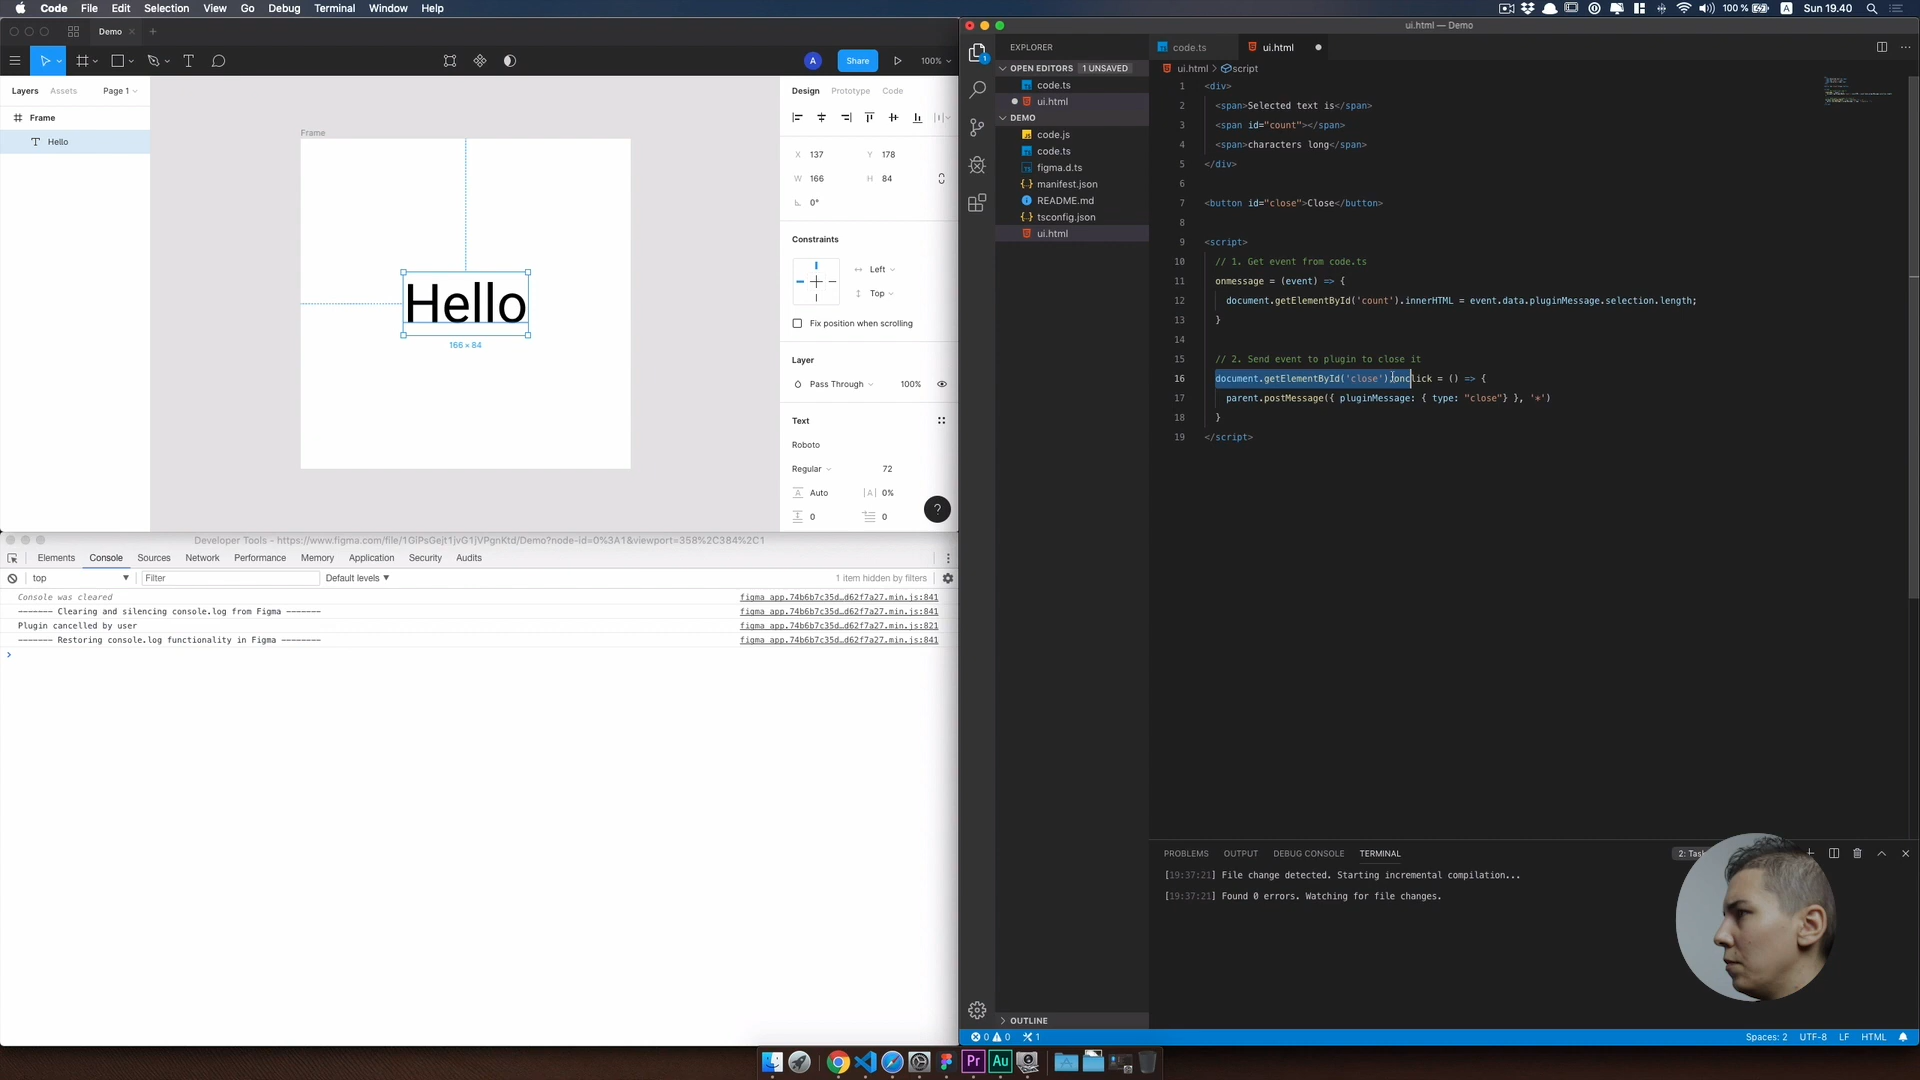 Code File Edit Selection View Go Debug Terminal Window Help
100 % A Sun 19.40
Demo
A Share 100%
Layers Assets Page 1
Frame
Hello
Frame
Hello
166 × 84
Design Prototype Code
X 137 Y 178
W 166 H 84
0°
Constraints
Left
Top
Fix position when scrolling
Layer
Pass Through 100%
Text
Roboto
Regular 72
Auto 0%
0 0
?
Developer Tools - https://www.figma.com/file/1GiPsGejt1jvG1jVPgnKtd/Demo?node-id=0%3A1&viewport=358%2C384%2C1
Elements Console Sources Network Performance Memory Application Security Audits
top Filter Default levels 1 item hidden by filters
Console was cleared figma_app.74b6b7c35d…d62f7a27.min.js:841
------- Clearing and silencing console.log from Figma ------- figma_app.74b6b7c35d…d62f7a27.min.js:841
Plugin cancelled by user figma_app.74b6b7c35d…d62f7a27.min.js:821
------- Restoring console.log functionality in Figma -------- figma_app.74b6b7c35d…d62f7a27.min.js:841
>
ui.html — Demo
EXPLORER
OPEN EDITORS 1 UNSAVED
code.ts
ui.html
DEMO
code.js
code.ts
figma.d.ts
manifest.json
README.md
tsconfig.json
ui.html
OUTLINE
code.ts ui.html
ui.html > script
1 <div>
2 <span>Selected text is</span>
3 <span id="count"></span>
4 <span>characters long</span>
5 </div>
6
7 <button id="close">Close</button>
8
9 <script>
10 // 1. Get event from code.ts
11 onmessage = (event) => {
12 document.getElementById('count').innerHTML = event.data.pluginMessage.selection.length;
13 }
14
15 // 2. Send event to plugin to close it
16 document.getElementById('close').onclick = () => {
17 parent.postMessage({ pluginMessage: { type: "close"} }, '*')
18 }
19 </script>
PROBLEMS OUTPUT DEBUG CONSOLE TERMINAL 2: Task
[19:37:21] File change detected. Starting incremental compilation...
[19:37:21] Found 0 errors. Watching for file changes.
0 0 1 Spaces: 2 UTF-8 LF HTML
Pr Au